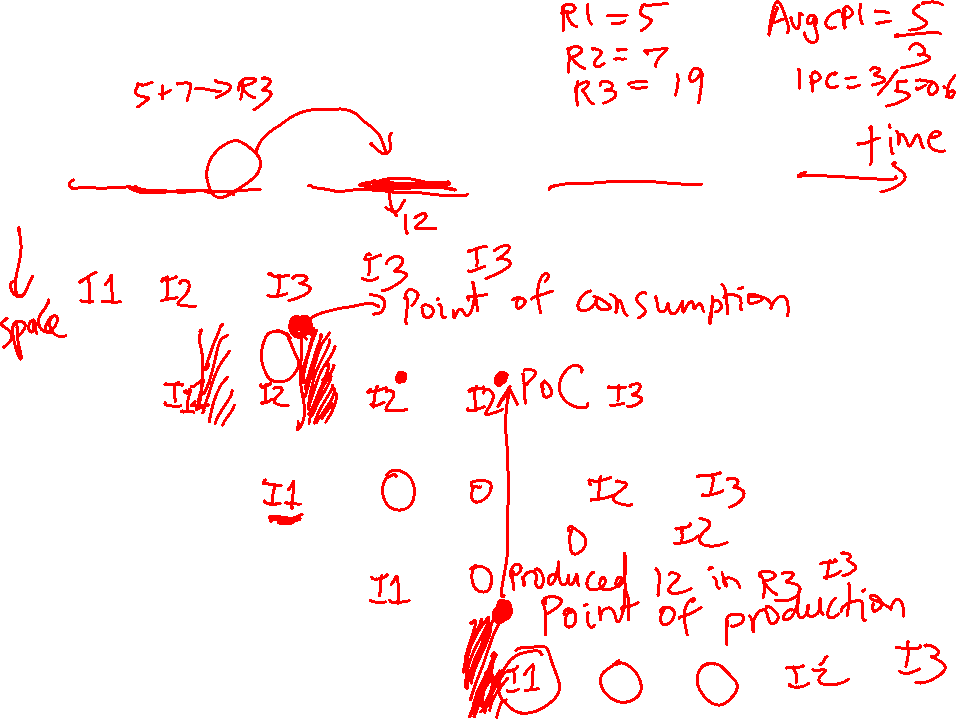 R1 = 5
R2 = 7
R3 = 19
Avg CPI = 5/3
IPC = 3/5 = 0.6
5+7→R3
time
12
space
I1 I2 I3 I3 I3
Point of consumption
I1 I2 I2 I2 POC I3
I1 O O I2 I3
O I2
I1 O Produced 12 in R3 I3
Point of production
I1 O O I2 I3